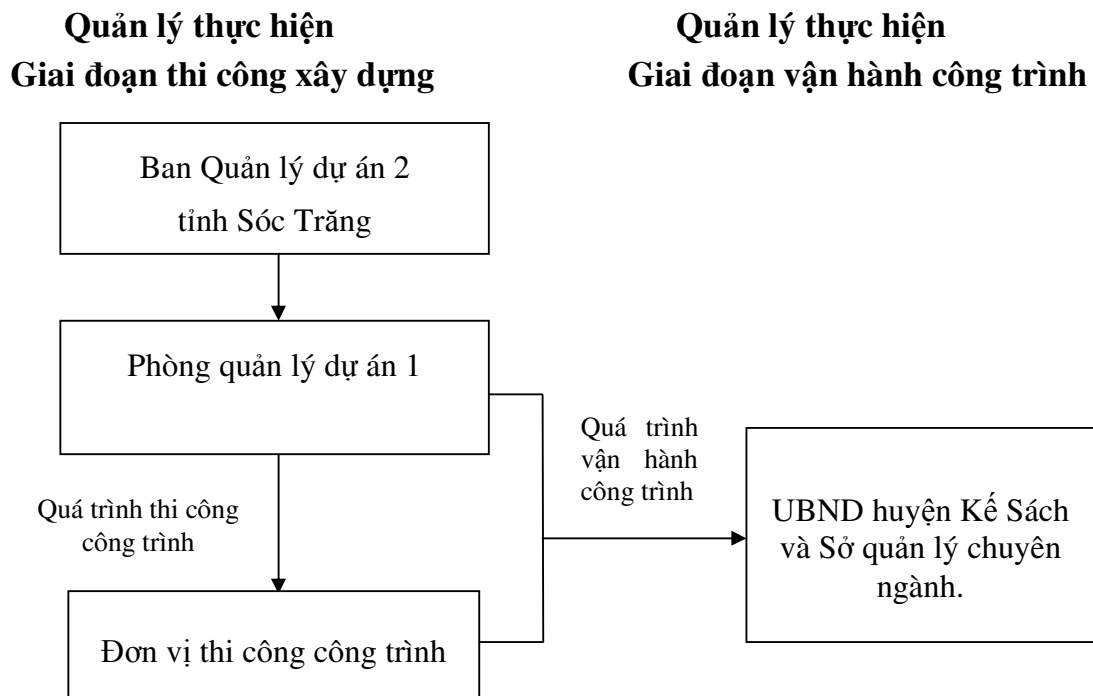 Quản lý thực hiện
Giai đoạn thi công xây dựng
Quản lý thực hiện
Giai đoạn vận hành công trình
Ban Quản lý dự án 2
tỉnh Sóc Trăng
Phòng quản lý dự án 1
Quá trình thi công
công trình
Đơn vị thi công công trình
Quá trình
vận hành
công trình
UBND huyện Kế Sách
và Sở quản lý chuyên
ngành.